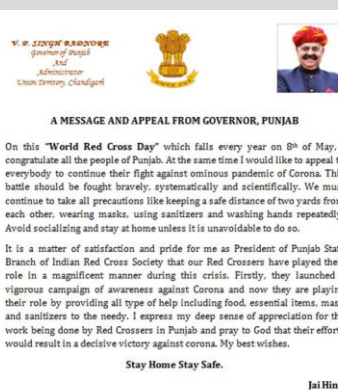 V. P. SINGH BADNORE
Governor of Punjab
And
Administrator
Union Territory, Chandigarh
A MESSAGE AND APPEAL FROM GOVERNOR, PUNJAB
On this "World Red Cross Day" which falls every year on 8th of May,
congratulate all the people of Punjab. At the same time I would like to appeal t
everybody to continue their fight against ominous pandemic of Corona. Thi
battle should be fought bravely, systematically and scientifically. We mus
continue to take all precautions like keeping a safe distance of two yards from
each other, wearing masks, using sanitizers and washing hands repeatedly
Avoid socializing and stay at home unless it is unavoidable to do so.
It is a matter of satisfaction and pride for me as President of Punjab Stat
Branch of Indian Red Cross Society that our Red Crossers have played thei
role in a magnificent manner during this crisis. Firstly, they launched
vigorous campaign of awareness against Corona and now they are playin
their role by providing all type of help including food, essential items, mas
and sanitizers to the needy. I express my deep sense of appreciation for th
work being done by Red Crossers in Punjab and pray to God that their effort
would result in a decisive victory against corona. My best wishes.
Stay Home Stay Safe.
Jai Hin